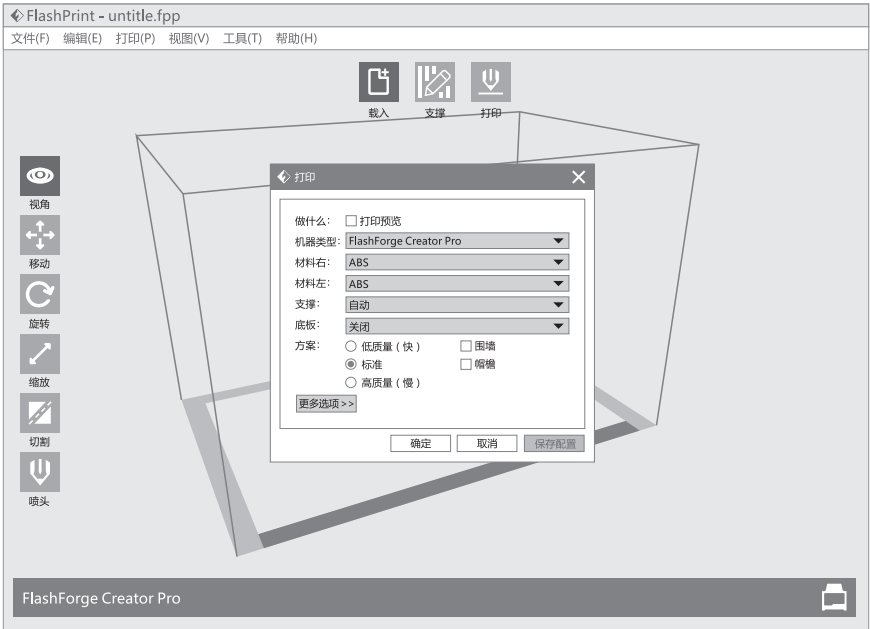 FlashPrint - untitle.fpp
文件(F) 编辑(E) 打印(P) 视图(V) 工具(T) 帮助(H)
载入 支撑 打印
视角
移动
旋转
缩放
切割
喷头
打印
做什么: 打印预览
机器类型: FlashForge Creator Pro
材料右: ABS
材料左: ABS
支撑: 自动
底板: 关闭
方案: 低质量 ( 快 ) 围墙
标准 帽檐
高质量 ( 慢 )
更多选项 >>
确定 取消 保存配置
FlashForge Creator Pro